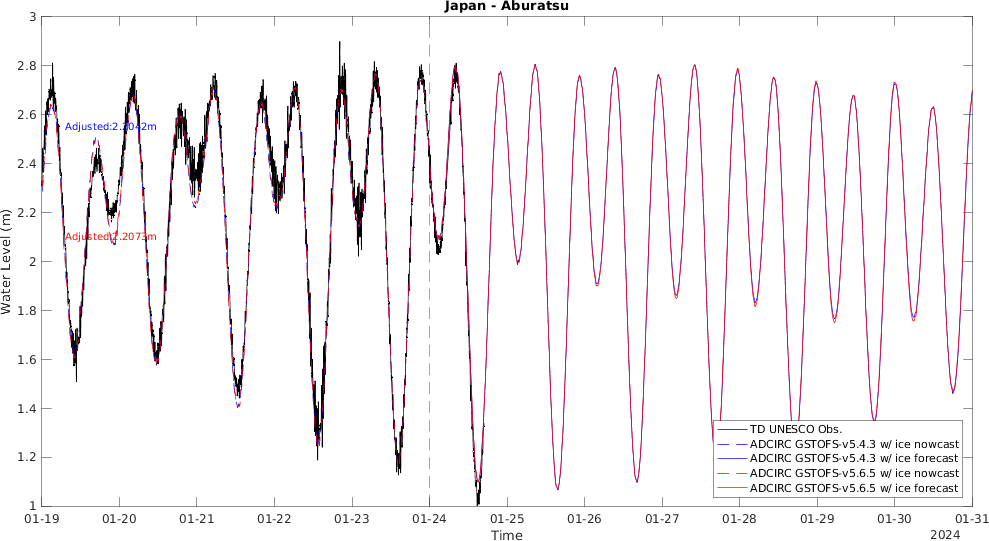 Japan - Aburatsu
3
2.8
2.6
2.4
2.2
2
1.8
1.6
1.4
1.2
1
Water Level (m)
Adjusted:2.2042m
Adjusted:2.2073m
TD UNESCO Obs.
ADCIRC GSTOFS-v5.4.3 w/ ice nowcast
ADCIRC GSTOFS-v5.4.3 w/ ice forecast
ADCIRC GSTOFS-v5.6.5 w/ ice nowcast
ADCIRC GSTOFS-v5.6.5 w/ ice forecast
01-19 01-20 01-21 01-22 01-23 01-24 01-25 01-26 01-27 01-28 01-29 01-30 01-31
Time
2024